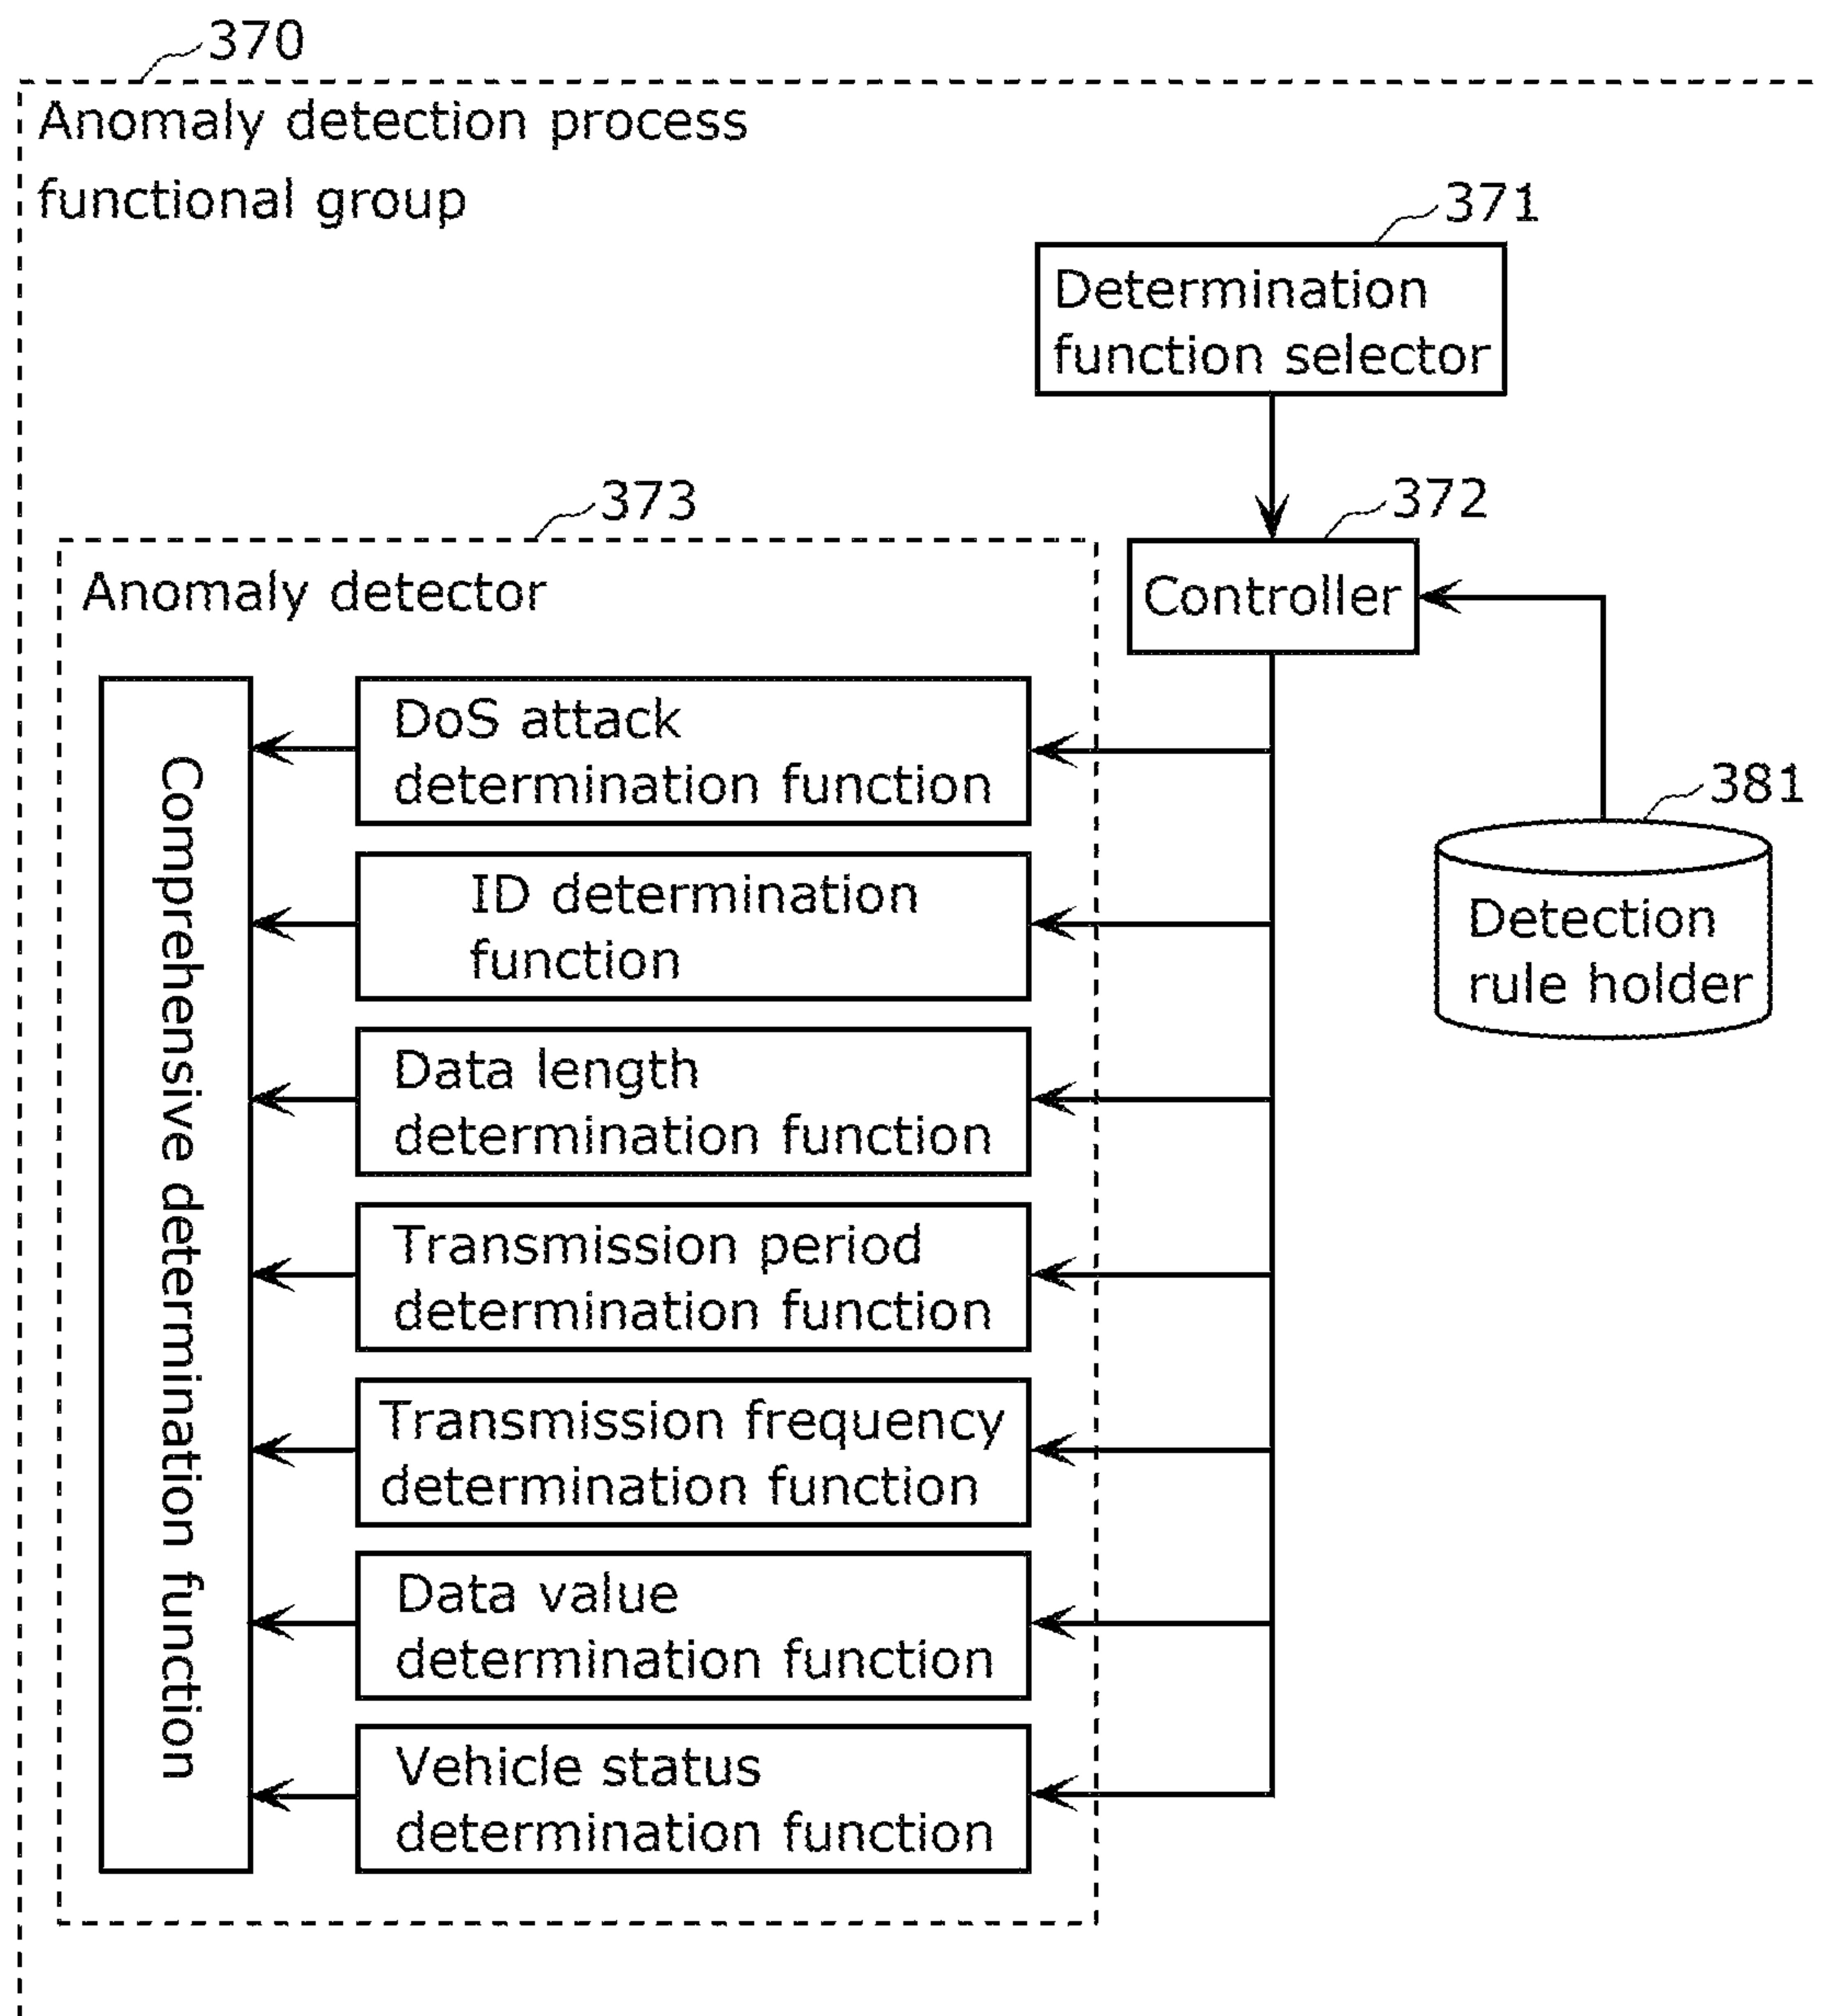 370
Anomaly detection process
functional group
371
Determination
function selector
373
372
Anomaly detector
Controller
DoS attack
determination function
381
ID determination
function
Detection
rule holder
Data length
determination function
Transmission period
determination function
Transmission frequency
determination function
Data value
determination function
Vehicle status
determination function
Comprehensive determination function